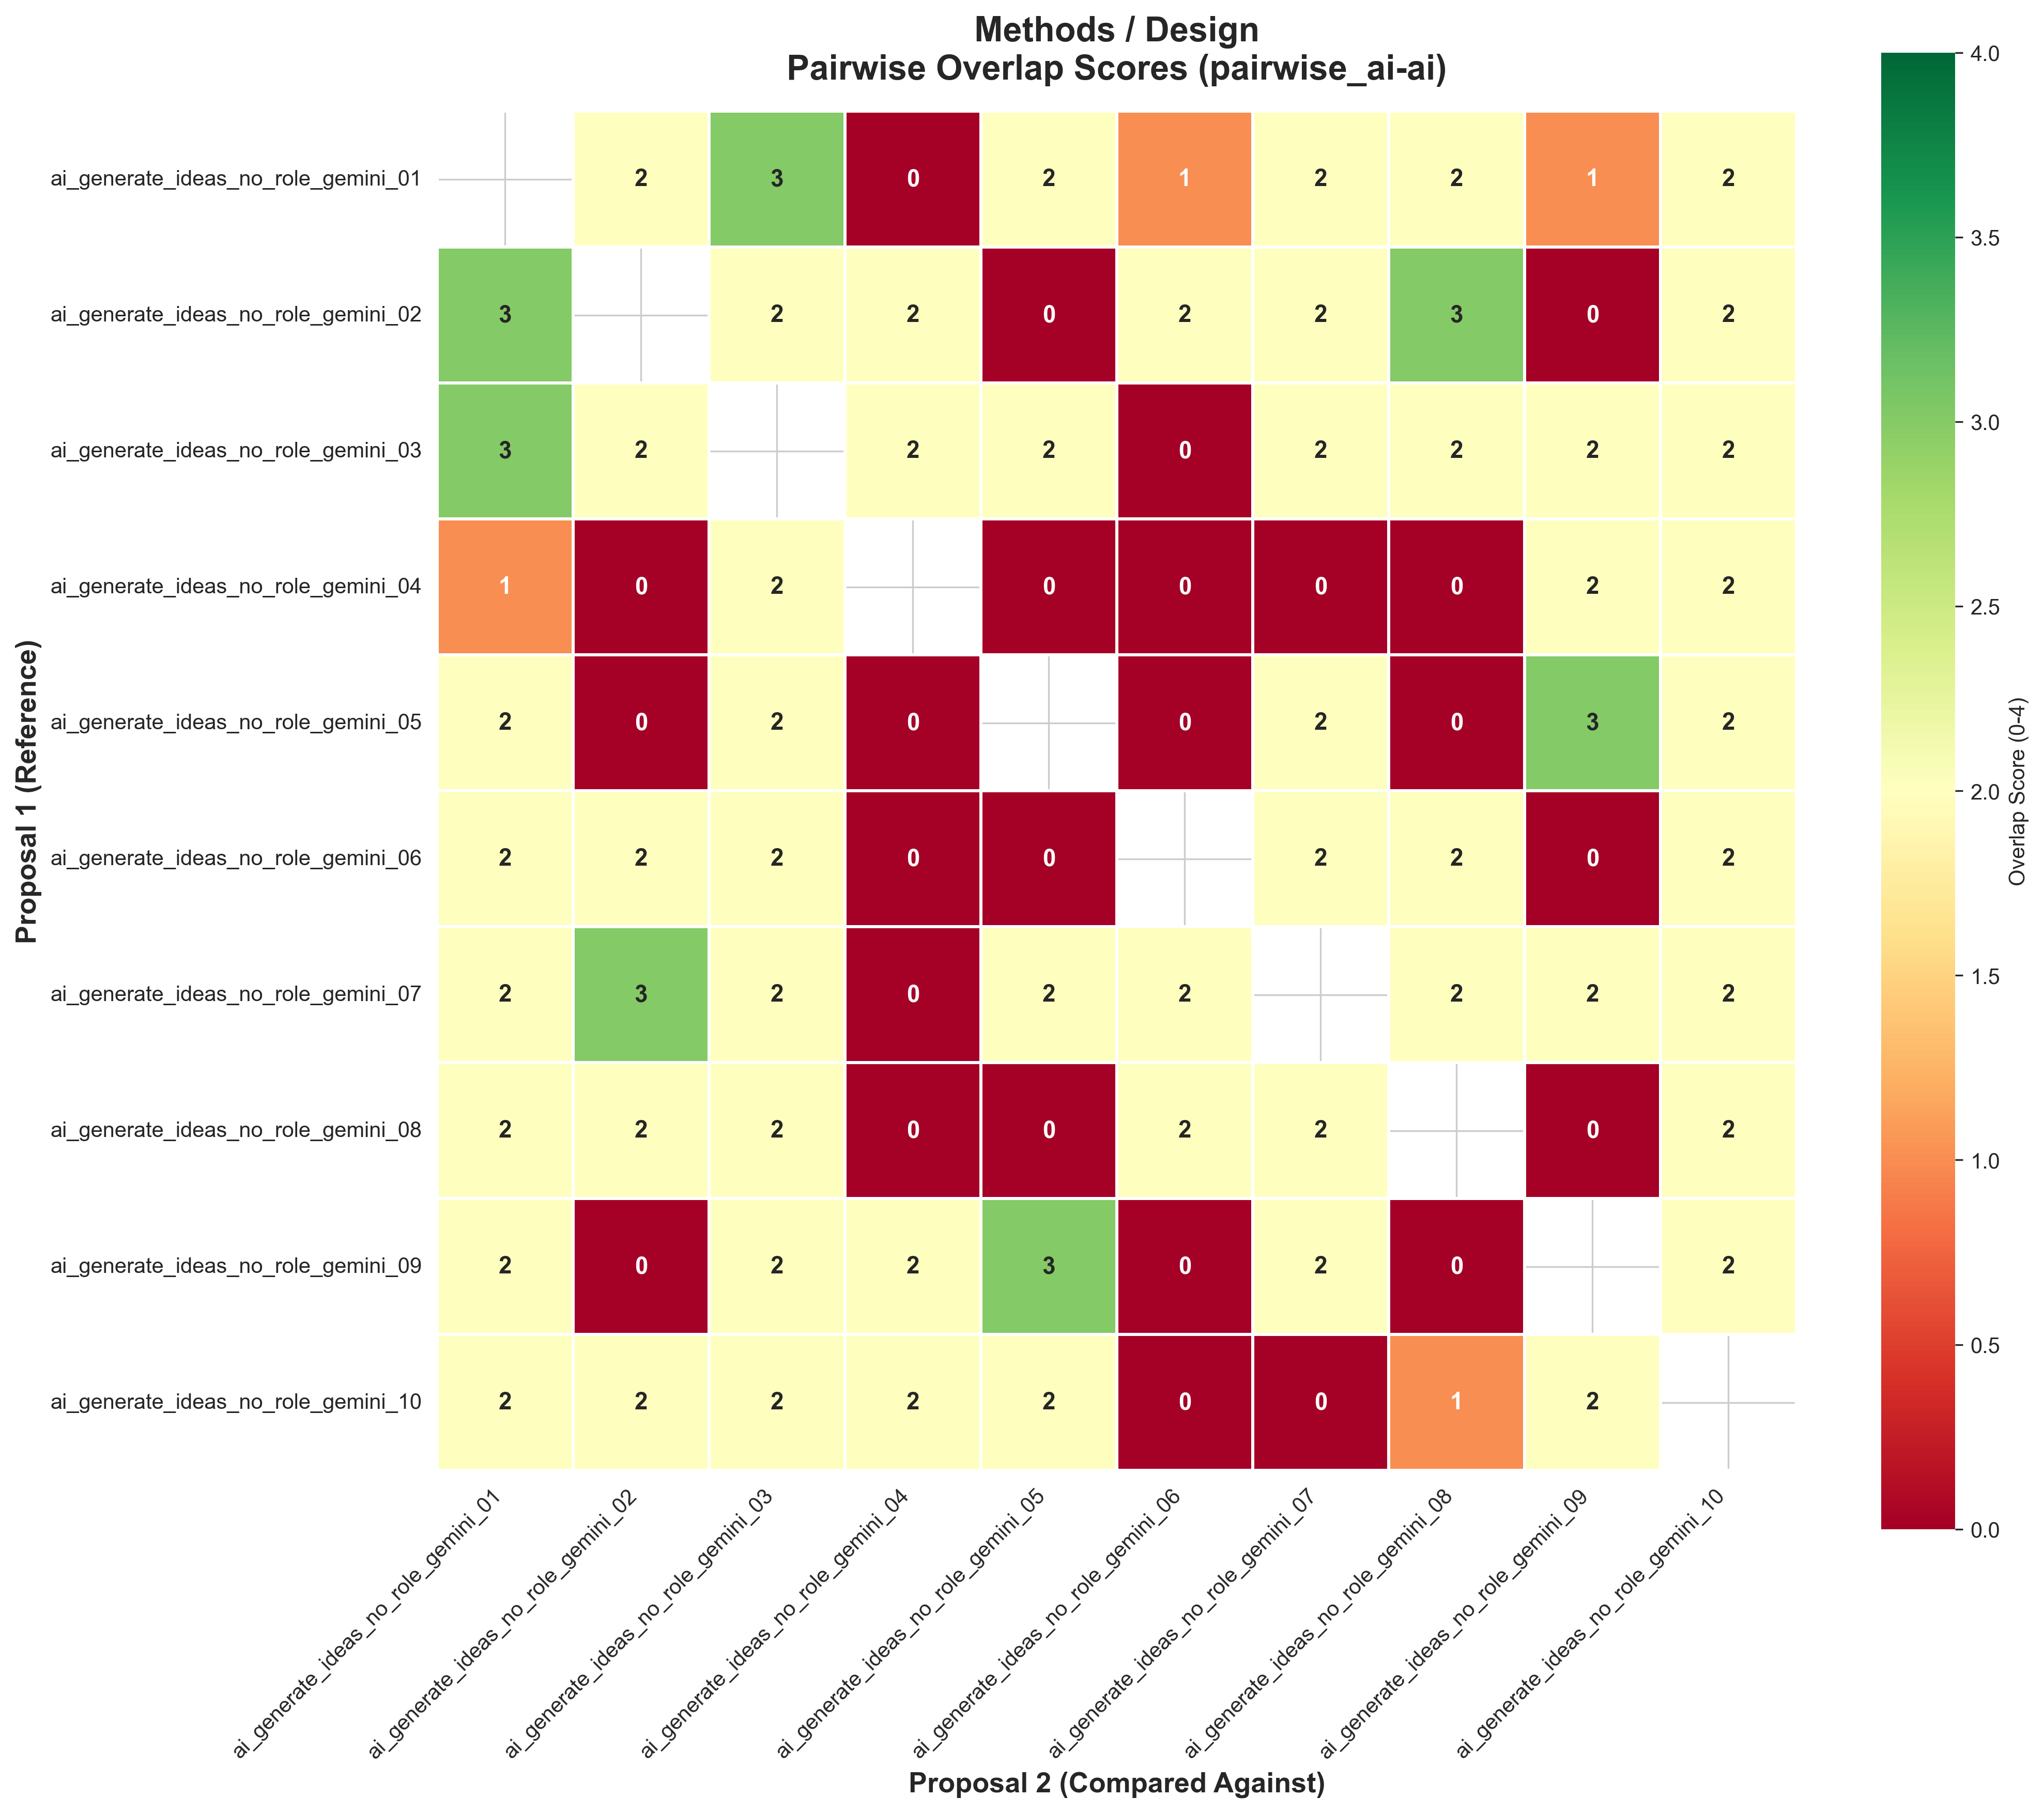 Methods / Design
Pairwise Overlap Scores (pairwise_ai-ai)
Proposal 1 (Reference)
ai_generate_ideas_no_role_gemini_01 2 3 0 2 1 2 2 1 2
ai_generate_ideas_no_role_gemini_02 3 2 2 0 2 2 3 0 2
ai_generate_ideas_no_role_gemini_03 3 2 2 2 0 2 2 2 2
ai_generate_ideas_no_role_gemini_04 1 0 2 0 0 0 0 2 2
ai_generate_ideas_no_role_gemini_05 2 0 2 0 0 2 0 3 2
ai_generate_ideas_no_role_gemini_06 2 2 2 0 0 2 2 0 2
ai_generate_ideas_no_role_gemini_07 2 3 2 0 2 2 2 2 2
ai_generate_ideas_no_role_gemini_08 2 2 2 0 0 2 2 0 2
ai_generate_ideas_no_role_gemini_09 2 0 2 2 3 0 2 0 2
ai_generate_ideas_no_role_gemini_10 2 2 2 2 2 0 0 1 2
ai_generate_ideas_no_role_gemini_01
ai_generate_ideas_no_role_gemini_02
ai_generate_ideas_no_role_gemini_03
ai_generate_ideas_no_role_gemini_04
ai_generate_ideas_no_role_gemini_05
ai_generate_ideas_no_role_gemini_06
ai_generate_ideas_no_role_gemini_07
ai_generate_ideas_no_role_gemini_08
ai_generate_ideas_no_role_gemini_09
ai_generate_ideas_no_role_gemini_10
Proposal 2 (Compared Against)
4.0
3.5
3.0
2.5
2.0
1.5
1.0
0.5
0.0
Overlap Score (0-4)